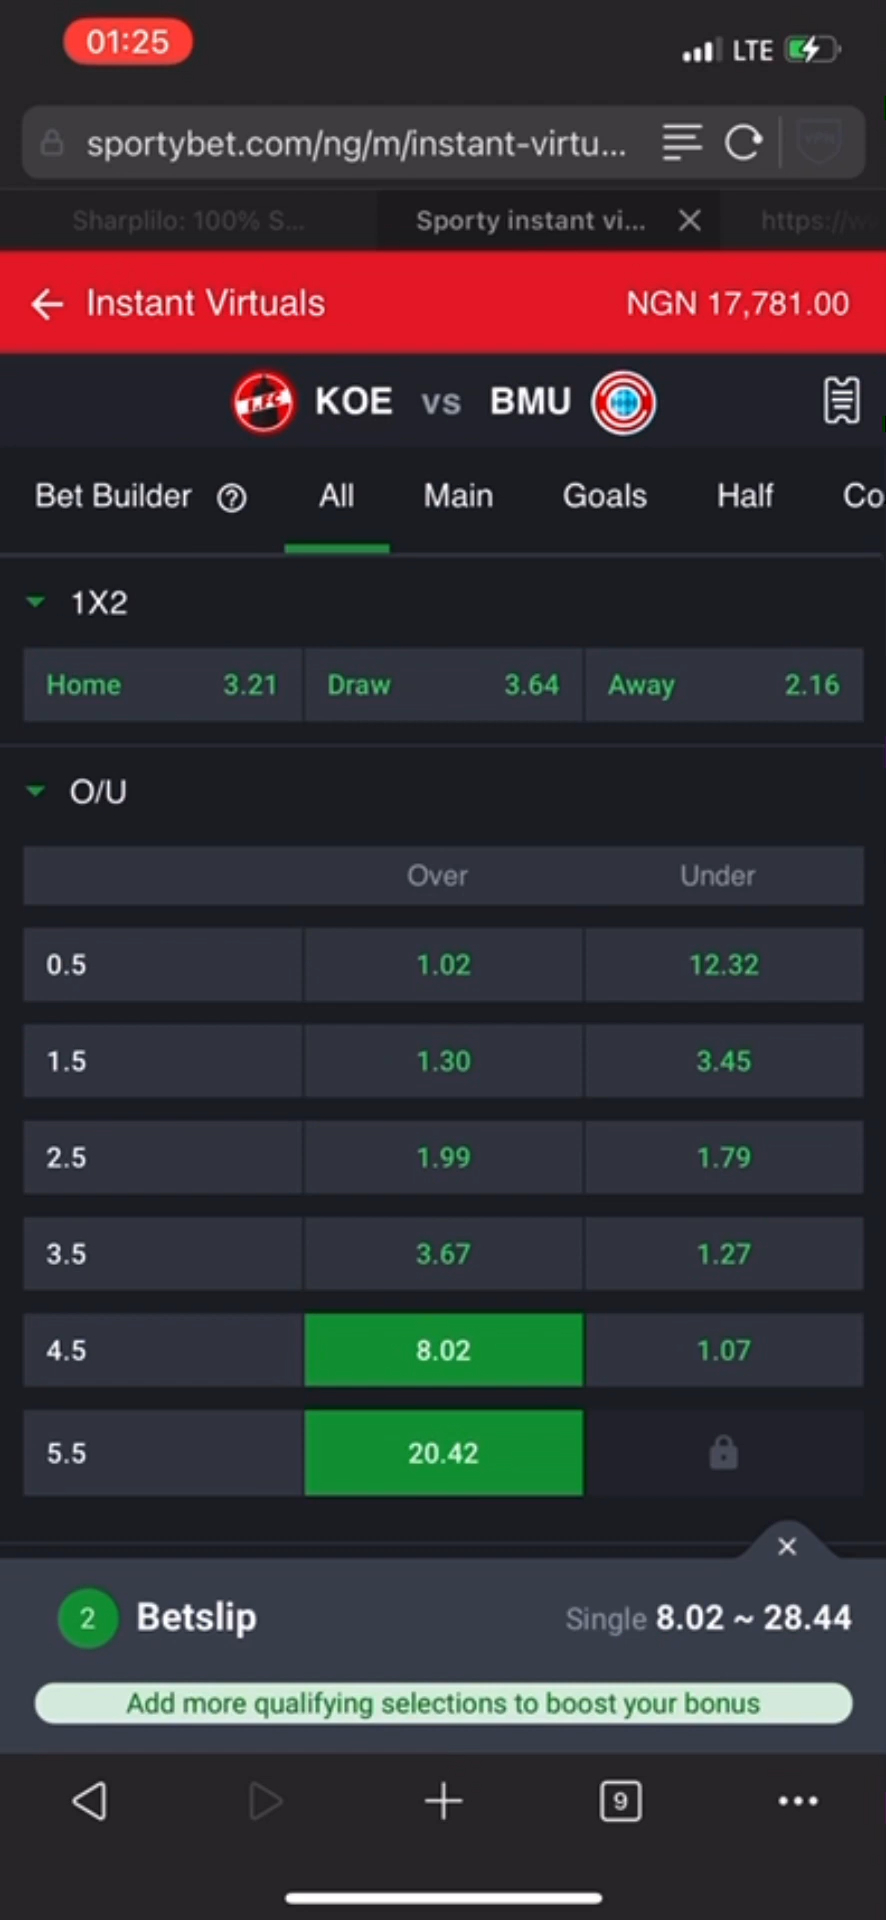 01:25
LTE
sportybet.com/ng/m/instant-virtu...
VPN
Sharplilo: 100% S...
Sporty instant vi...
Instant Virtuals
NGN 17,781.00
KOE vs BMU
Bet Builder
All
Main
Goals
Half
Co
1X2
Home 3.21
Draw 3.64
Away 2.16
O/U
Over Under
0.5 1.02 12.32
1.5 1.30 3.45
2.5 1.99 1.79
3.5 3.67 1.27
4.5 8.02 1.07
5.5 20.42
2 Betslip
Single 8.02 ~ 28.44
Add more qualifying selections to boost your bonus
9